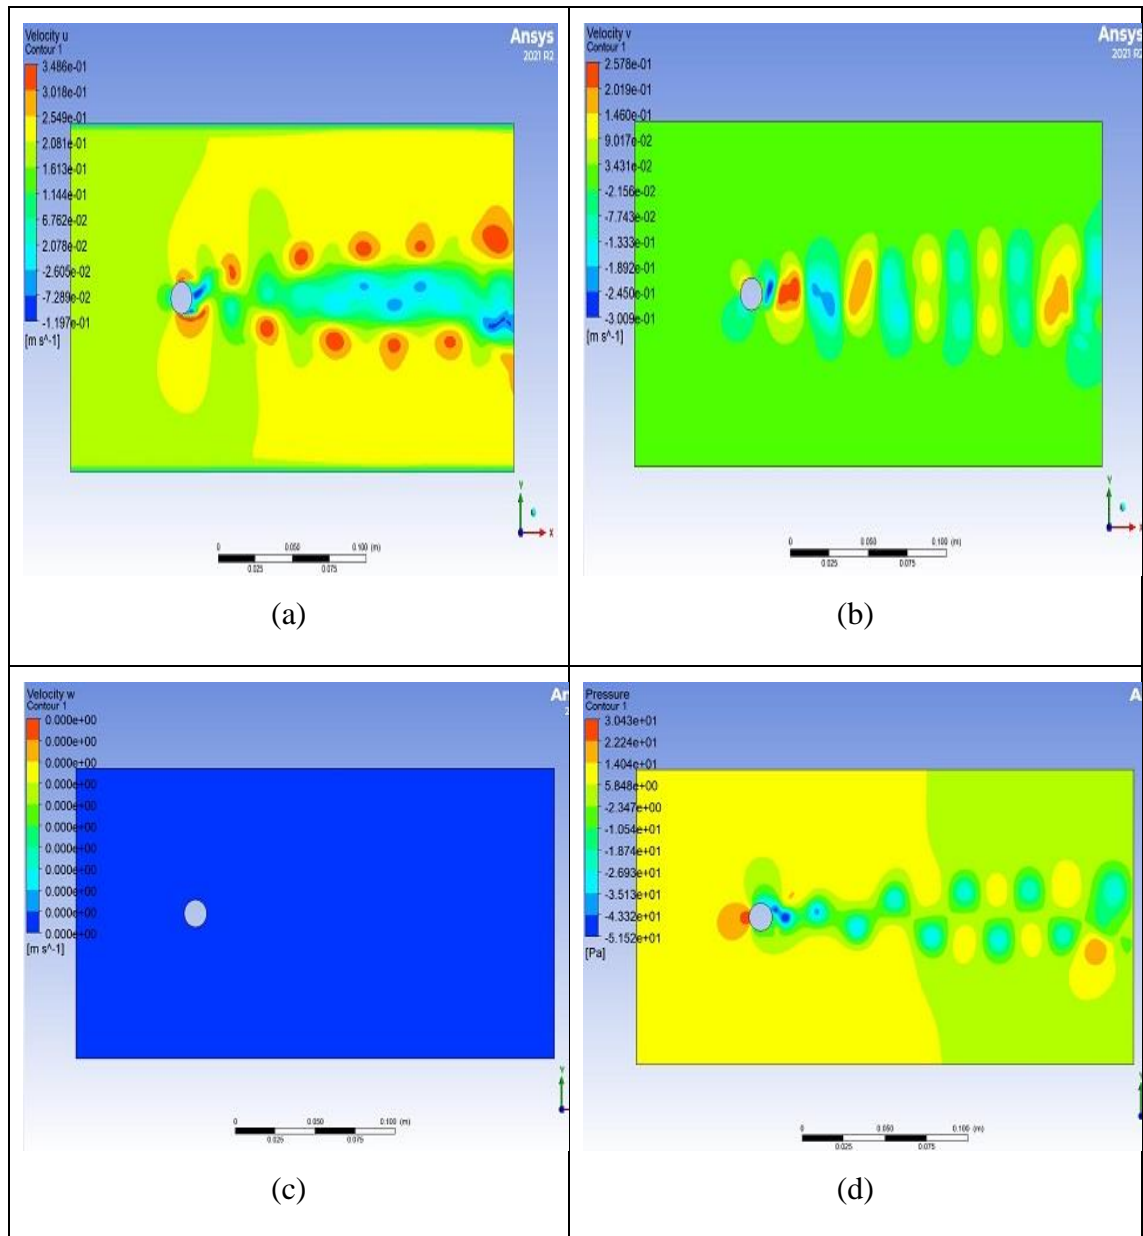 Velocity u
Contour 1
3.486e-01
3.018e-01
2.549e-01
2.081e-01
1.613e-01
1.144e-01
6.762e-02
2.078e-02
-2.605e-02
-7.289e-02
-1.197e-01
[m s^-1]
Ansys
2021 R2
Y
X
0 0.050 0.100 (m)
0.025 0.075
(a)
Velocity v
Contour 1
2.578e-01
2.019e-01
1.460e-01
9.017e-02
3.431e-02
-2.156e-02
-7.743e-02
-1.333e-01
-1.892e-01
-2.450e-01
-3.009e-01
[m s^-1]
Ansys
2021 R2
Y
X
0 0.050 0.100 (m)
0.025 0.075
(b)
Velocity w
Contour 1
0.000e+00
0.000e+00
0.000e+00
0.000e+00
0.000e+00
0.000e+00
0.000e+00
0.000e+00
0.000e+00
0.000e+00
0.000e+00
[m s^-1]
An
2
Y
0 0.050 0.100 (m)
0.025 0.075
(c)
Pressure
Contour 1
3.043e+01
2.224e+01
1.404e+01
5.848e+00
-2.347e+00
-1.054e+01
-1.874e+01
-2.693e+01
-3.513e+01
-4.332e+01
-5.152e+01
[Pa]
A
Y
0 0.050 0.100 (m)
0.025 0.075
(d)